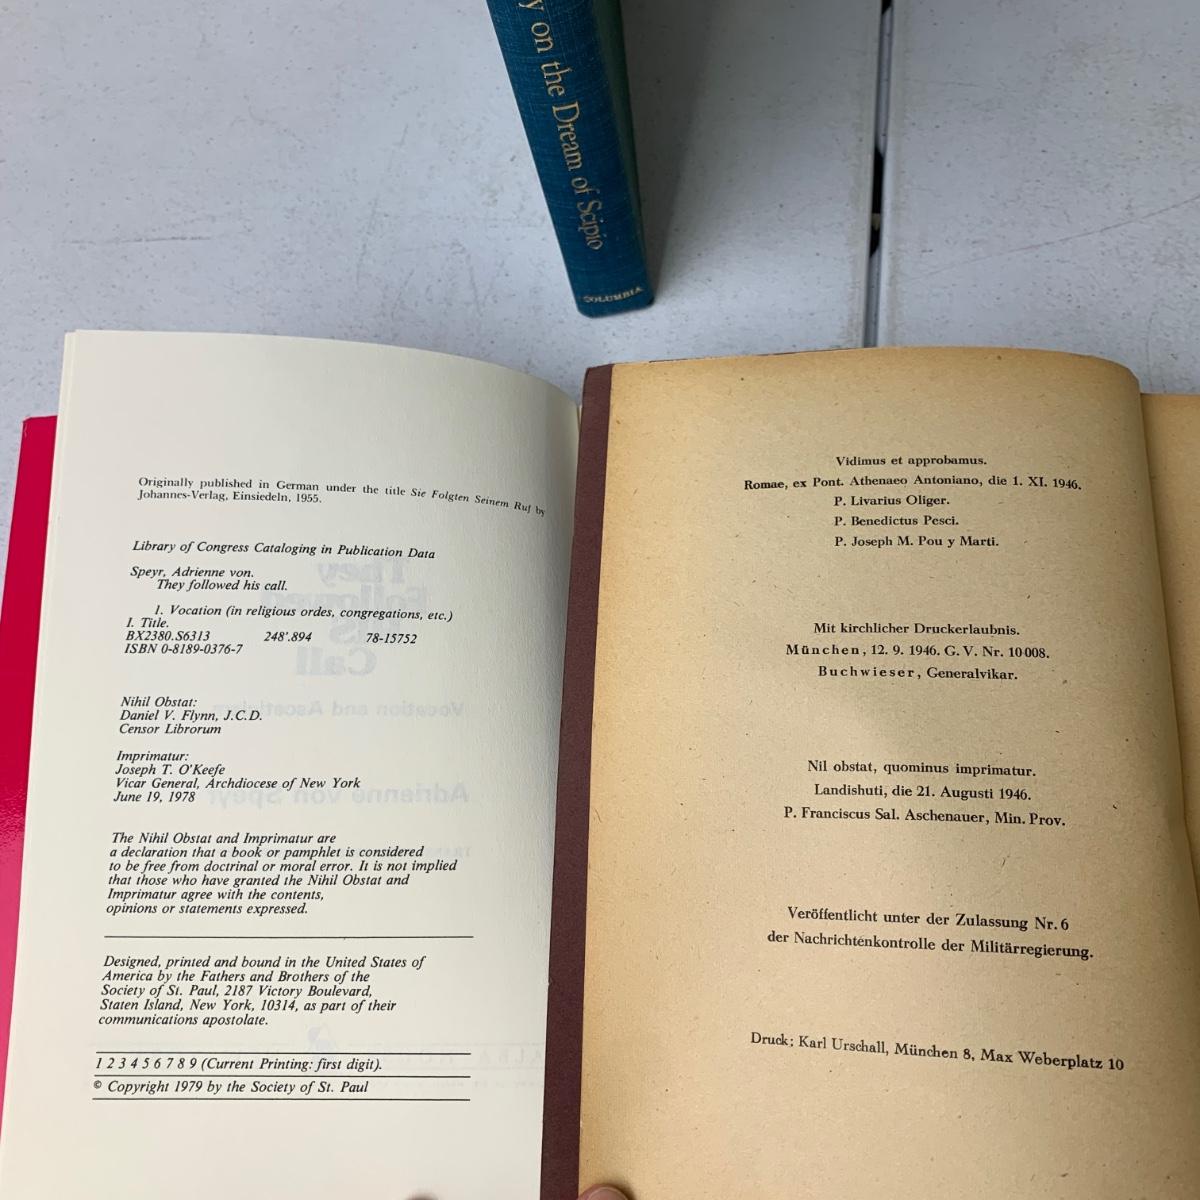 y on the Dream of Scipio
COLUMBIA
Originally published in German under the title Sie Folgten Seinem Ruf by
Johannes-Verlag, Einsiedeln, 1955.
Library of Congress Cataloging in Publication Data
Speyr, Adrienne von.
They followed his call.
1. Vocation (in religious ordes, congregations, etc.)
I. Title.
BX2380.S6313 248'.894 78-15752
ISBN 0-8189-0376-7
Nihil Obstat:
Daniel V. Flynn, J.C.D.
Censor Librorum
Imprimatur:
Joseph T. O'Keefe
Vicar General, Archdiocese of New York
June 19, 1978
The Nihil Obstat and Imprimatur are
a declaration that a book or pamphlet is considered
to be free from doctrinal or moral error. It is not implied
that those who have granted the Nihil Obstat and
Imprimatur agree with the contents,
opinions or statements expressed.
Designed, printed and bound in the United States of
America by the Fathers and Brothers of the
Society of St. Paul, 2187 Victory Boulevard,
Staten Island, New York, 10314, as part of their
communications apostolate.
1 2 3 4 5 6 7 8 9 (Current Printing: first digit).
© Copyright 1979 by the Society of St. Paul
They
Followed
His
Call
Vocation and Asceticism
Adrienne von Speyr
Vidimus et approbamus.
Romae, ex Pont. Athenaeo Antoniano, die 1. XI. 1946.
P. Livarius Oliger.
P. Benedictus Pesci.
P. Joseph M. Pou y Marti.
Mit kirchlicher Druckerlaubnis.
München, 12. 9. 1946. G. V. Nr. 10 008.
Buchwieser, Generalvikar.
Nil obstat, quominus imprimatur.
Landishuti, die 21. Augusti 1946.
P. Franciscus Sal. Aschenauer, Min. Prov.
Veröffentlicht unter der Zulassung Nr. 6
der Nachrichtenkontrolle der Militärregierung.
Druck: Karl Urschall, München 8, Max Weberplatz 10